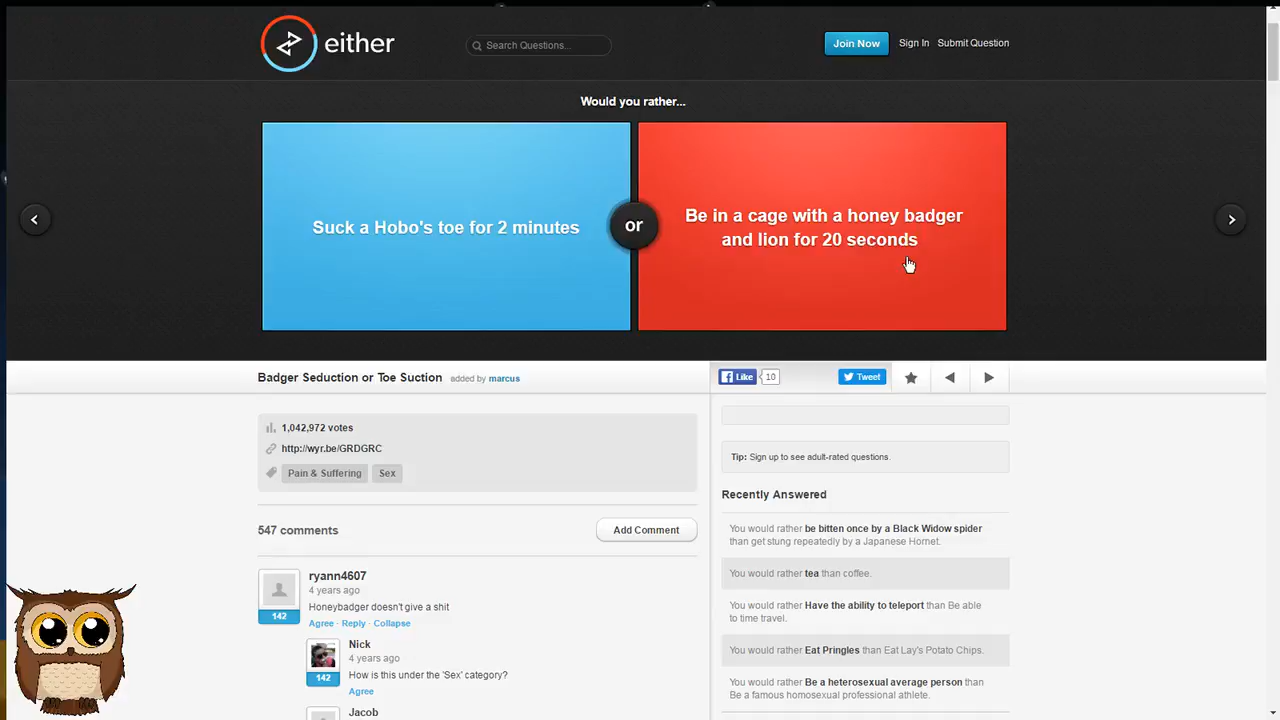 either
Search Questions...
Join Now
Sign In
Submit Question
Would you rather...
Suck a Hobo's toe for 2 minutes
or
Be in a cage with a honey badger
and lion for 20 seconds
Badger Seduction or Toe Suction
added by marcus
Like
10
Tweet
1,042,972 votes
http://wyr.be/GRDGRC
Pain & Suffering
Sex
547 comments
Add Comment
ryann4607
4 years ago
142
Honeybadger doesn't give a shit
Agree · Reply · Collapse
Nick
4 years ago
142
How is this under the 'Sex' category?
Agree
Jacob
Tip: Sign up to see adult-rated questions.
Recently Answered
You would rather be bitten once by a Black Widow spider
than get stung repeatedly by a Japanese Hornet.
You would rather tea than coffee.
You would rather Have the ability to teleport than Be able
to time travel.
You would rather Eat Pringles than Eat Lay's Potato Chips.
You would rather Be a heterosexual average person than
Be a famous homosexual professional athlete.